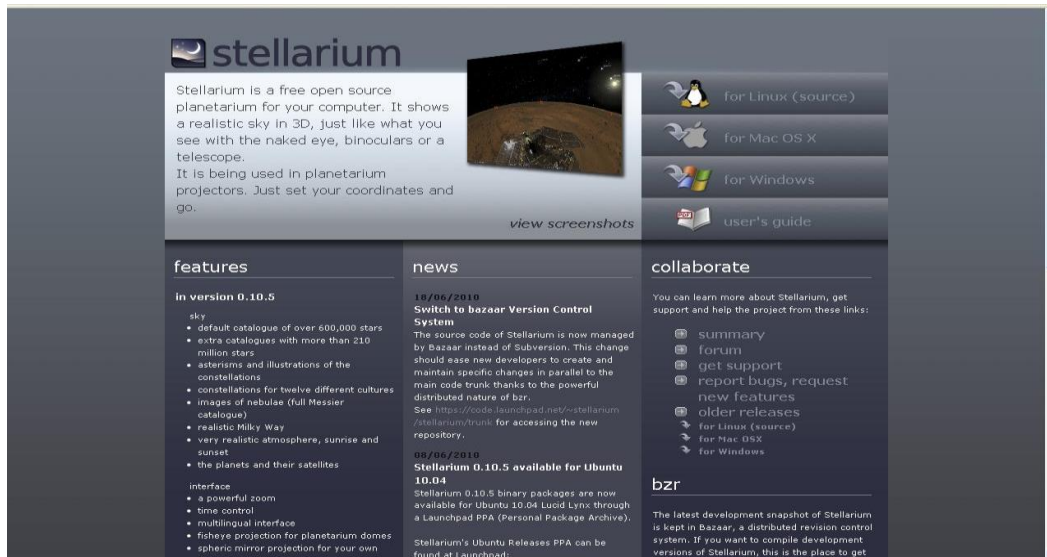 stellarium
Stellarium is a free open source
planetarium for your computer. It shows
a realistic sky in 3D, just like what you
see with the naked eye, binoculars or a
telescope.
It is being used in planetarium
projectors. Just set your coordinates and
go.
view screenshots
for Linux (source)
for Mac OS X
for Windows
PDF
user's guide
features
in version 0.10.5
sky
default catalogue of over 600,000 stars
extra catalogues with more than 210
million stars
asterisms and illustrations of the
constellations
constellations for twelve different cultures
images of nebulae (full Messier
catalogue)
realistic Milky Way
very realistic atmosphere, sunrise and
sunset
the planets and their satellites
interface
a powerful zoom
time control
multilingual interface
fisheye projection for planetarium domes
spheric mirror projection for your own
news
18/06/2010
Switch to bazaar Version Control
System
The source code of Stellarium is now managed
by Bazaar instead of Subversion. This change
should ease new developers to create and
maintain specific changes in parallel to the
main code trunk thanks to the powerful
distributed nature of bzr.
See https://code.launchpad.net/~stellarium
/stellarium/trunk for accessing the new
repository.
08/06/2010
Stellarium 0.10.5 available for Ubuntu
10.04
Stellarium 0.10.5 binary packages are now
available for Ubuntu 10.04 Lucid Lynx through
a Launchpad PPA (Personal Package Archive).
Stellarium's Ubuntu Releases PPA can be
found at Launchpad:
collaborate
You can learn more about Stellarium, get
support and help the project from these links:
summary
forum
get support
report bugs, request
new features
older releases
for Linux (source)
for Mac OSX
for Windows
bzr
The latest development snapshot of Stellarium
is kept in Bazaar, a distributed revision control
system. If you want to compile development
versions of Stellarium, this is the place to get